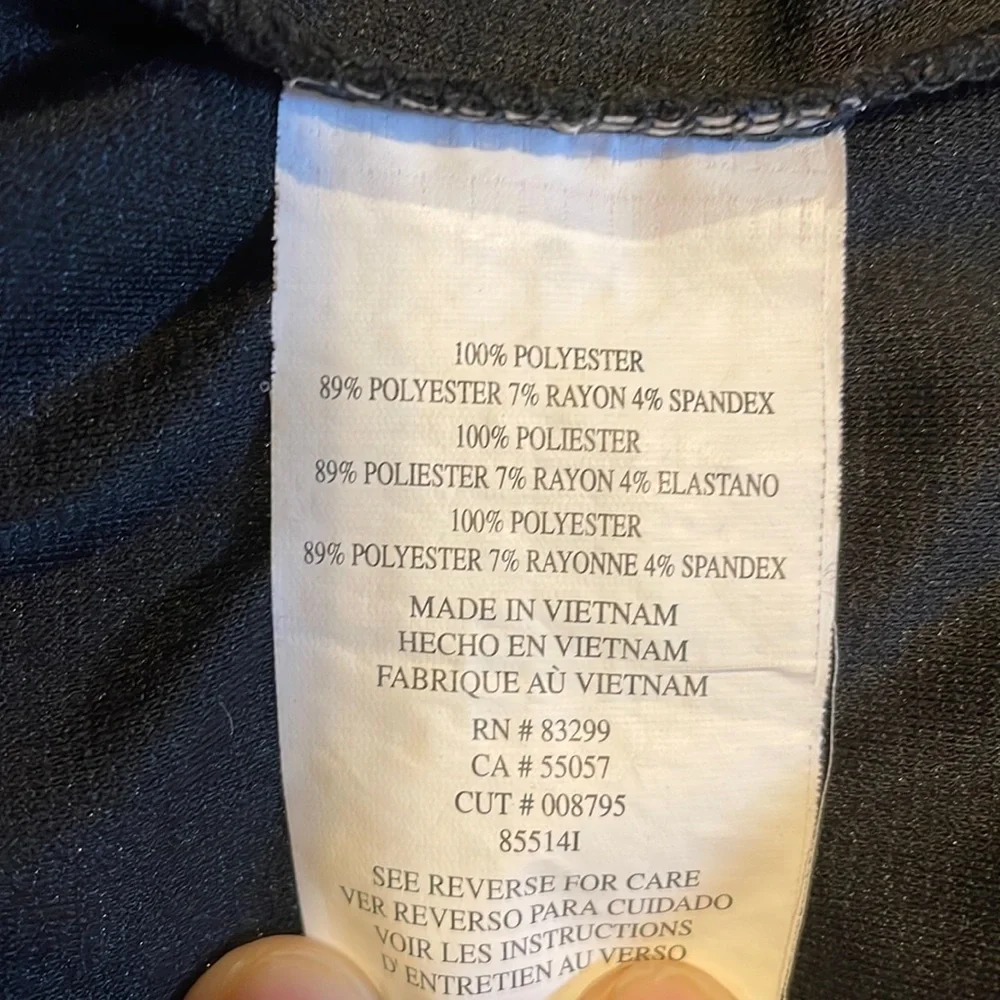 100% POLYESTER
89% POLYESTER 7% RAYON 4% SPANDEX
100% POLIESTER
89% POLIESTER 7% RAYON 4% ELASTANO
100% POLYESTER
89% POLYESTER 7% RAYONNE 4% SPANDEX
MADE IN VIETNAM
HECHO EN VIETNAM
FABRIQUE AÙ VIETNAM
RN # 83299
CA # 55057
CUT # 008795
85514I
SEE REVERSE FOR CARE
VER REVERSO PARA CUIDADO
VOIR LES INSTRUCTIONS
D' ENTRETIEN AU VERSO